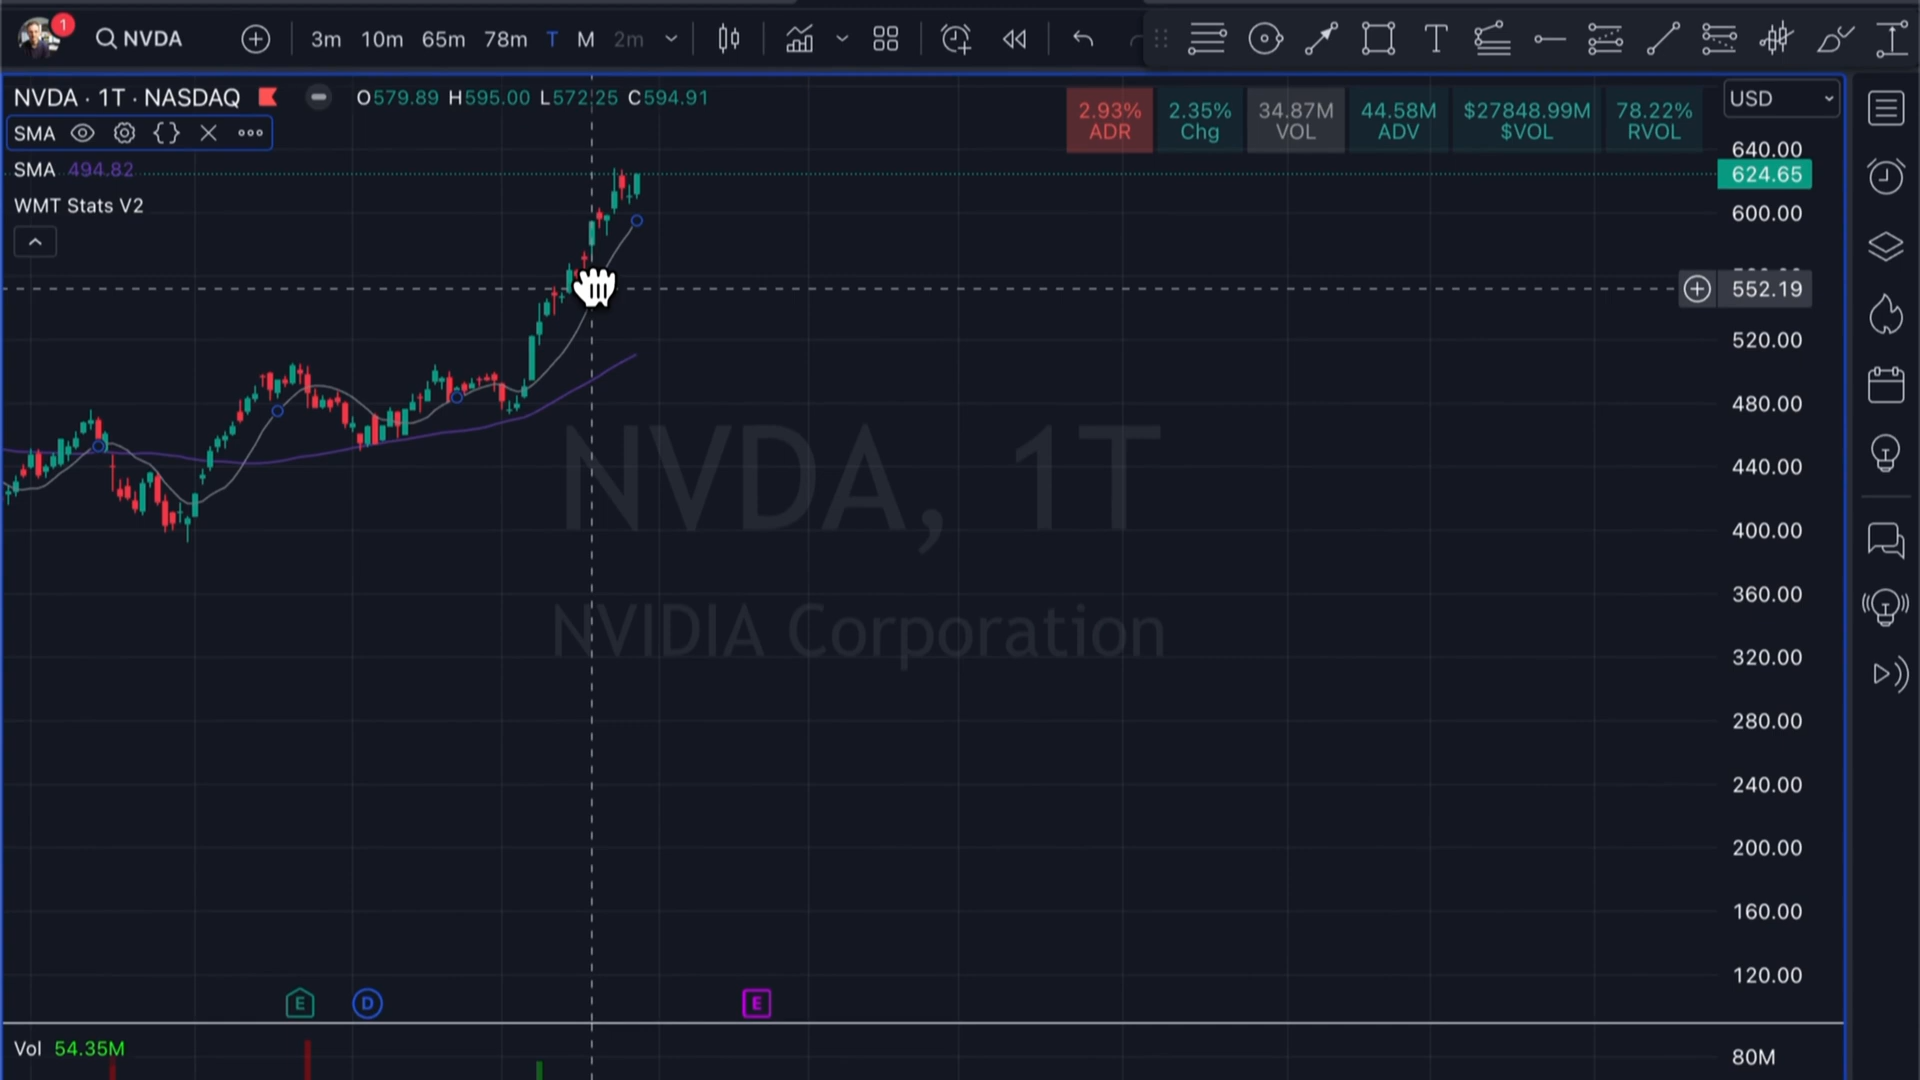 1
NVDA
3m 10m 65m 78m T M 2m
T
NVDA · 1T · NASDAQ O579.89 H595.00 L572.25 C594.91
SMA
SMA 494.82
WMT Stats V2
2.93% ADR
2.35% Chg
34.87M VOL
44.58M ADV
$27848.99M $VOL
78.22% RVOL
USD
640.00
624.65
600.00
552.19
520.00
480.00
440.00
400.00
360.00
320.00
280.00
240.00
200.00
160.00
120.00
NVDA, 1T
NVIDIA Corporation
E D E
Vol 54.35M
80M